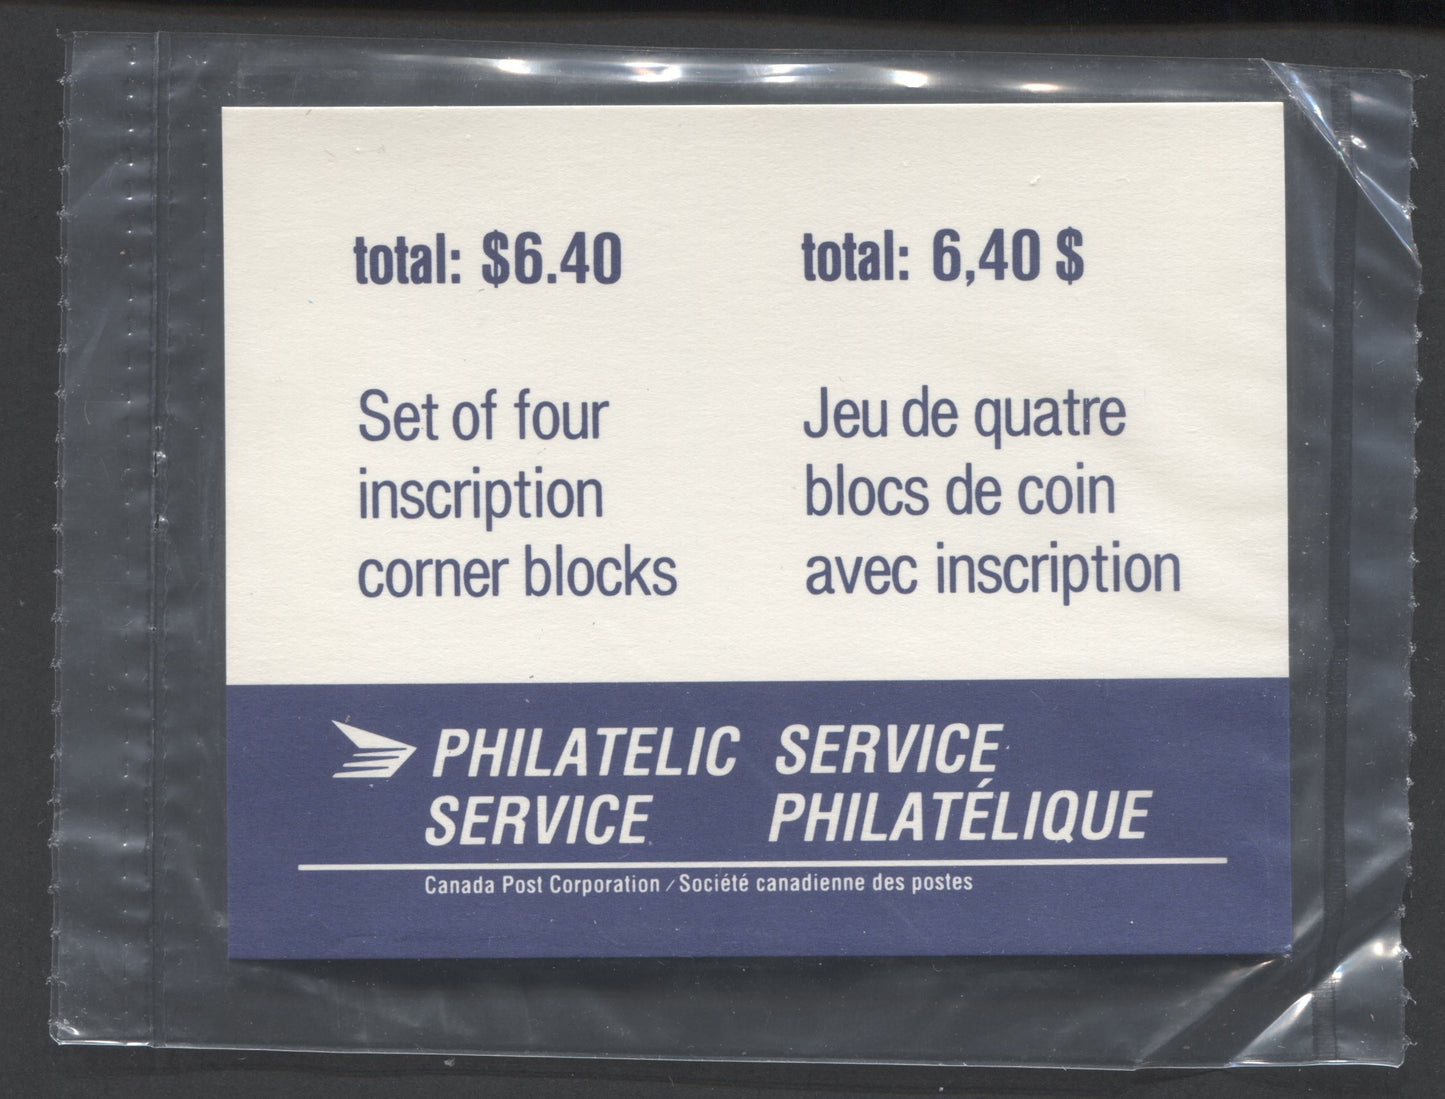 total: $6.40
Set of four
inscription
corner blocks
total: 6,40 $
Jeu de quatre
blocs de coin
avec inscription
PHILATELIC
SERVICE
SERVICE
PHILATÉLIQUE
Canada Post Corporation / Société canadienne des postes